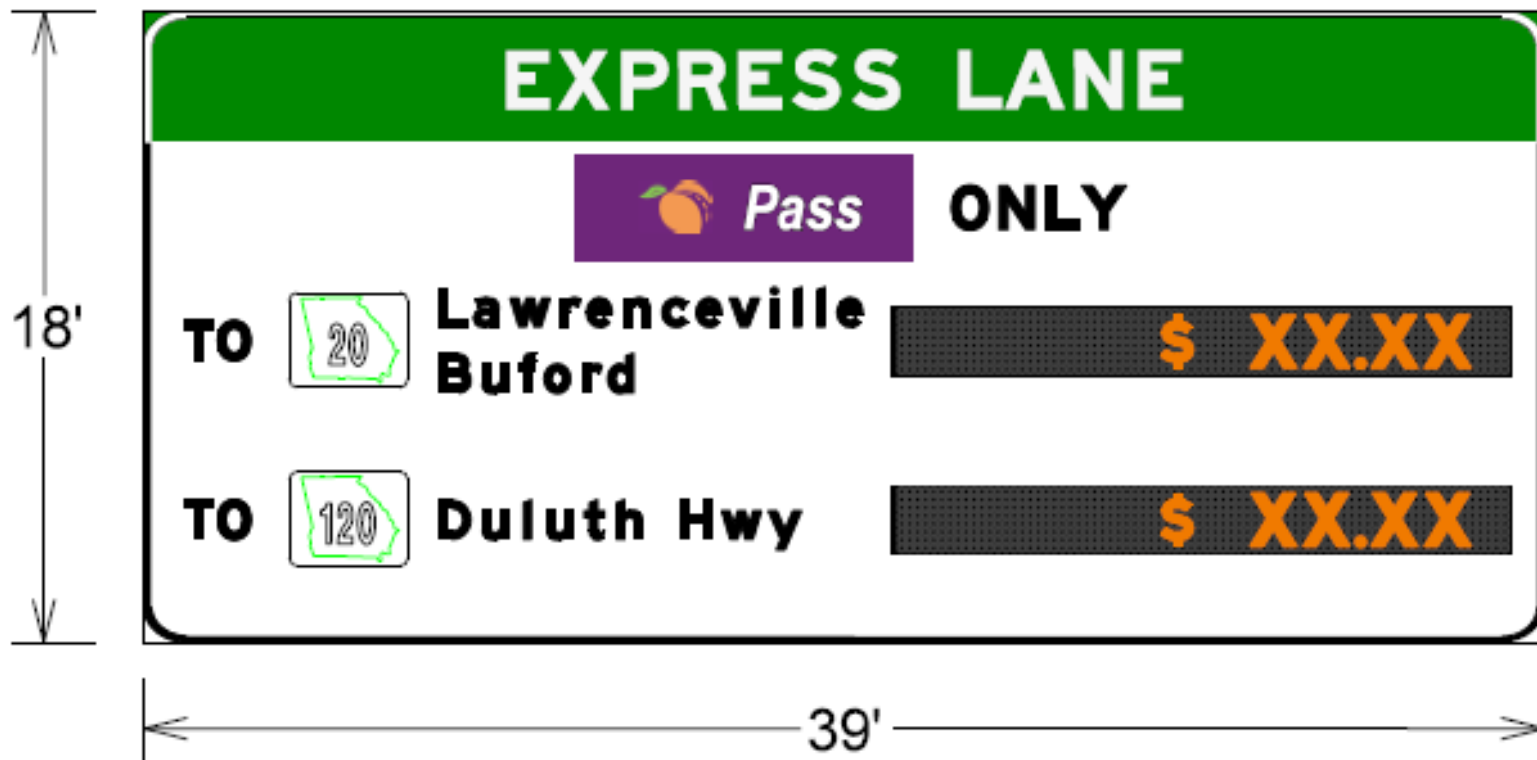 EXPRESS LANE
Pass ONLY
TO 20 Lawrenceville
Buford
$ XX.XX
TO 120 Duluth Hwy $ XX.XX
18'
39'